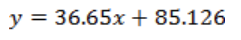 y = 36.65x + 85.126